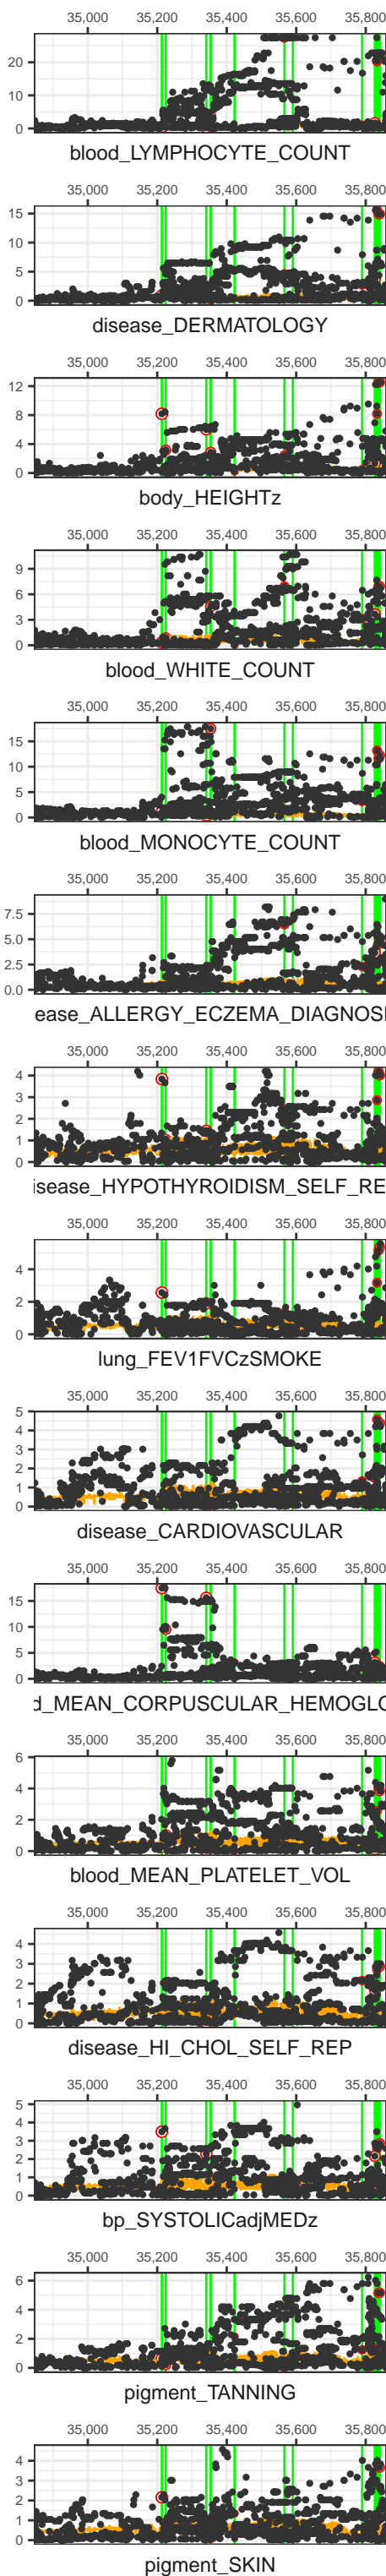 35,000 35,200 35,400 35,600 35,800
20
10
0
blood_LYMPHOCYTE_COUNT
35,000 35,200 35,400 35,600 35,800
15
10
5
0
disease_DERMATOLOGY
35,000 35,200 35,400 35,600 35,800
12
8
4
0
body_HEIGHTz
35,000 35,200 35,400 35,600 35,800
9
6
3
0
blood_WHITE_COUNT
35,000 35,200 35,400 35,600 35,800
15
10
5
0
blood_MONOCYTE_COUNT
35,000 35,200 35,400 35,600 35,800
7.5
5.0
2.5
0.0
ease_ALLERGY_ECZEMA_DIAGNOS
35,000 35,200 35,400 35,600 35,800
4
3
2
1
0
isease_HYPOTHYROIDISM_SELF_RE
35,000 35,200 35,400 35,600 35,800
4
2
0
lung_FEV1FVCzSMOKE
35,000 35,200 35,400 35,600 35,800
5
4
3
2
1
0
disease_CARDIOVASCULAR
35,000 35,200 35,400 35,600 35,800
15
10
5
0
d_MEAN_CORPUSCULAR_HEMOGLO
35,000 35,200 35,400 35,600 35,800
6
4
2
0
blood_MEAN_PLATELET_VOL
35,000 35,200 35,400 35,600 35,800
4
3
2
1
0
disease_HI_CHOL_SELF_REP
35,000 35,200 35,400 35,600 35,800
5
4
3
2
1
0
bp_SYSTOLICadjMEDz
35,000 35,200 35,400 35,600 35,800
6
4
2
0
pigment_TANNING
35,000 35,200 35,400 35,600 35,800
4
3
2
1
0
pigment_SKIN